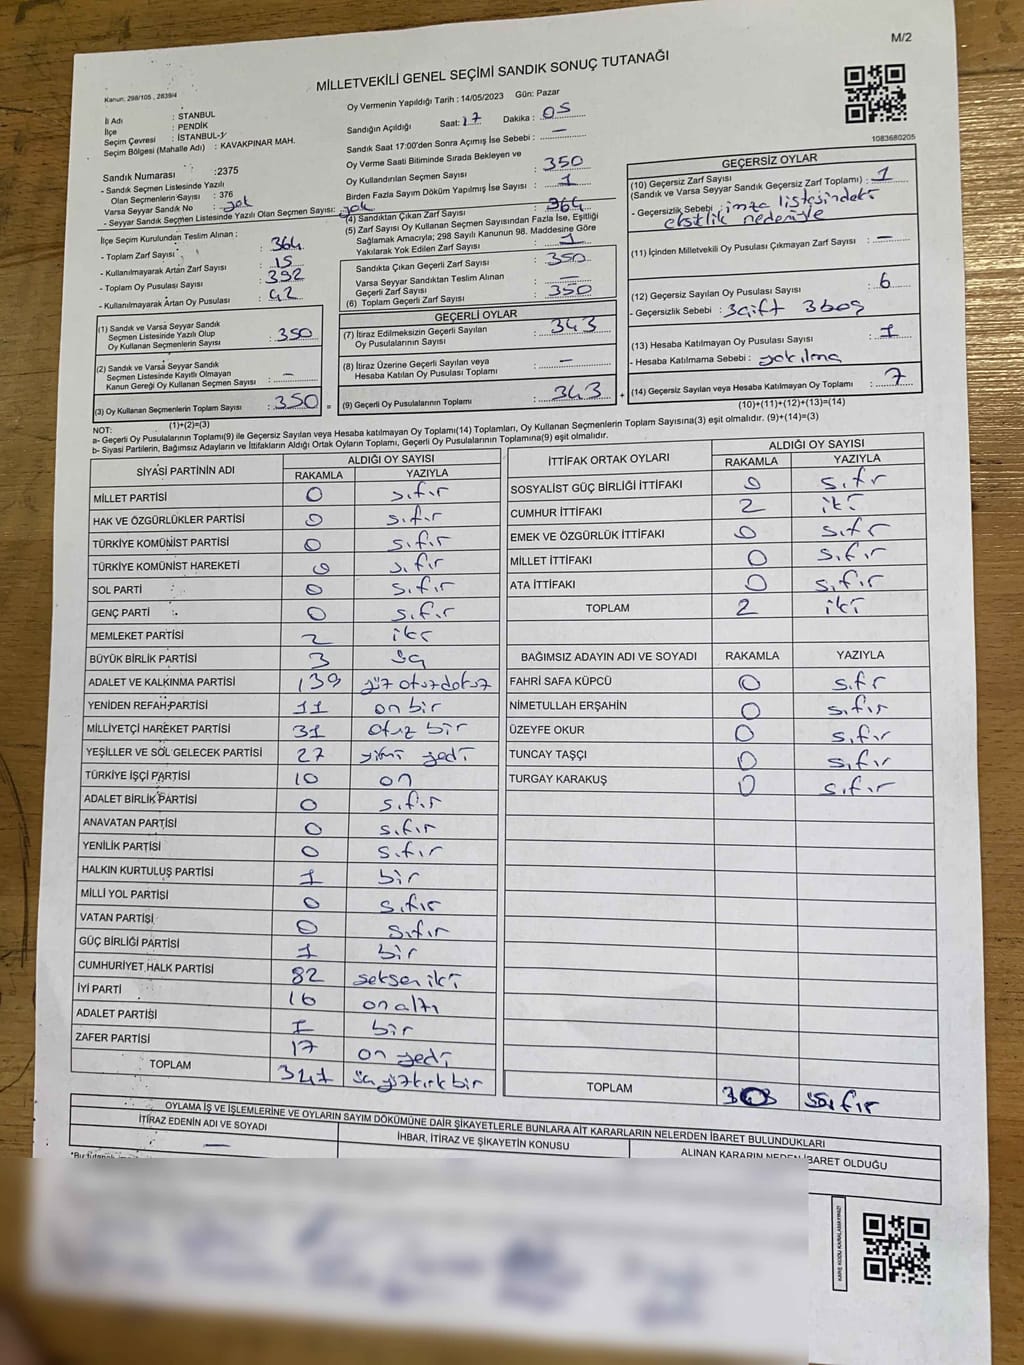 M/2
MİLLETVEKİLİ GENEL SEÇİMİ SANDIK SONUÇ TUTANAĞI
Kanun: 298/105 , 2839/4
1083680205
İl Adı : STANBUL
İlçe : PENDİK
Seçim Çevresi : İSTANBUL-1
Seçim Bölgesi (Mahalle Adı) : KAVAKPINAR MAH.
Sandık Numarası :2375
- Sandık Seçmen Listesinde Yazılı
Olan Seçmenlerin Sayısı : 376
Varsa Seyyar Sandık No : yok
- Seyyar Sandık Seçmen Listesinde Yazılı Olan Seçmen Sayısı: yok
İlçe Seçim Kurulundan Teslim Alınan :
- Toplam Zarf Sayısı : 364
- Kullanılmayarak Artan Zarf Sayısı : 15
- Toplam Oy Pusulası Sayısı : 392
- Kullanılmayarak Artan Oy Pusulası : 42
(1) Sandık ve Varsa Seyyar Sandık
Seçmen Listesinde Yazılı Olup
Oy Kullanan Seçmenlerin Sayısı : 350
(2) Sandık ve Varsa Seyyar Sandık
Seçmen Listesinde Kayıtlı Olmayan
Kanun Gereği Oy Kullanan Seçmen Sayısı : –
(3) Oy Kullanan Seçmenlerin Toplam Sayısı : 350
(1)+(2)=(3)
Oy Vermenin Yapıldığı Tarih : 14/05/2023 Gün: Pazar
Sandığın Açıldığı Saat: 17 Dakika : 05
Sandık Saat 17:00'den Sonra Açımış İse Sebebi : –
Oy Verme Saati Bitiminde Sırada Bekleyen ve
Oy Kullandırılan Seçmen Sayısı : 350
Birden Fazla Sayım Döküm Yapılmış İse Sayısı : 1
(4) Sandıktan Çıkan Zarf Sayısı : 364
(5) Zarf Sayısı Oy Kullanan Seçmen Sayısından Fazla İse, Eşitliği
Sağlamak Amacıyla; 298 Sayılı Kanunun 98. Maddesine Göre
Yakılarak Yok Edilen Zarf Sayısı : 1
Sandıkta Çıkan Geçerli Zarf Sayısı : 350
Varsa Seyyar Sandıktan Teslim Alınan
Geçerli Zarf Sayısı : –
(6) Toplam Geçerli Zarf Sayısı : 350
GEÇERLİ OYLAR
(7) İtiraz Edilmeksizin Geçerli Sayılan
Oy Pusulalarının Sayısı : 343
(8) İtiraz Üzerine Geçerli Sayılan veya
Hesaba Katılan Oy Pusulası Toplamı : –
= (9) Geçerli Oy Pusulalarının Toplamı : 343
GEÇERSİZ OYLAR
(10) Geçersiz Zarf Sayısı
(Sandık ve Varsa Seyyar Sandık Geçersiz Zarf Toplamı) : 1
- Geçersizlik Sebebi : imza listesindeki
eksiklik nedeniyle
(11) İçinden Milletvekili Oy Pusulası Çıkmayan Zarf Sayısı : –
(12) Geçersiz Sayılan Oy Pusulası Sayısı : 6
- Geçersizlik Sebebi : 3çift 3boş
(13) Hesaba Katılmayan Oy Pusulası Sayısı : 1
- Hesaba Katılmama Sebebi : yakılma
+ (14) Geçersiz Sayılan veya Hesaba Katılmayan Oy Toplamı : 7
(10)+(11)+(12)+(13)=(14)
NOT:
a- Geçerli Oy Pusulasının Toplamı(9) ile Geçersiz Sayılan veya Hesaba katılmayan Oy Toplamı(14) Toplamları, Oy Kullanan Seçmenlerin Toplam Sayısına(3) eşit olmalıdır. (9)+(14)=(3)
b- Siyasi Partilerin, Bağımsız Adayların ve İttifakların Aldığı Ortak Oyların Toplamı, Geçerli Oy Pusulalarının Toplamına(9) eşit olmalıdır.
SİYASİ PARTİNİN ADI ALDIĞI OY SAYISI
RAKAMLA YAZIYLA
MİLLET PARTİSİ 0 sıfır
HAK VE ÖZGÜRLÜKLER PARTİSİ 0 sıfır
TÜRKİYE KOMÜNİST PARTİSİ 0 sıfır
TÜRKİYE KOMÜNİST HAREKETİ 0 sıfır
SOL PARTİ 0 sıfır
GENÇ PARTİ 0 sıfır
MEMLEKET PARTİSİ 2 iki
BÜYÜK BİRLİK PARTİSİ 3 üç
ADALET VE KALKINMA PARTİSİ 139 yüz otuzdokuz
YENİDEN REFAH PARTİSİ 11 on bir
MİLLİYETÇİ HAREKET PARTİSİ 31 otuz bir
YEŞİLLER VE SOL GELECEK PARTİSİ 27 yirmi yedi
TÜRKİYE İŞÇİ PARTİSİ 10 on
ADALET BİRLİK PARTİSİ 0 sıfır
ANAVATAN PARTİSİ 0 sıfır
YENİLİK PARTİSİ 0 sıfır
HALKIN KURTULUŞ PARTİSİ 1 bir
MİLLİ YOL PARTİSİ 0 sıfır
VATAN PARTİSİ 0 sıfır
GÜÇ BİRLİĞİ PARTİSİ 1 bir
CUMHURİYET HALK PARTİSİ 82 seksen iki
İYİ PARTİ 16 on altı
ADALET PARTİSİ 1 bir
ZAFER PARTİSİ 17 on yedi
TOPLAM 341 üç yüz kırk bir
İTTİFAK ORTAK OYLARI ALDIĞI OY SAYISI
RAKAMLA YAZIYLA
SOSYALİST GÜÇ BİRLİĞİ İTTİFAKI 0 sıfır
CUMHUR İTTİFAKI 2 iki
EMEK VE ÖZGÜRLÜK İTTİFAKI 0 sıfır
MİLLET İTTİFAKI 0 sıfır
ATA İTTİFAKI 0 sıfır
TOPLAM 2 iki
BAĞIMSIZ ADAYIN ADI VE SOYADI RAKAMLA YAZIYLA
FAHRİ SAFA KÜPCÜ 0 sıfr
NİMETULLAH ERŞAHİN 0 sıfır
ÜZEYFE OKUR 0 sıfır
TUNCAY TAŞÇI 0 sıfır
TURGAY KARAKUŞ 0 sıfır
TOPLAM sıfır
OYLAMA İŞ VE İŞLEMLERİNE VE OYLARIN SAYIM DÖKÜMÜNE DAİR ŞİKAYETLERLE BUNLARA AİT KARARLARIN NELERDEN İBARET BULUNDUKLARI
İTİRAZ EDENİN ADI VE SOYADI İHBAR, İTİRAZ VE ŞİKAYETİN KONUSU ALINAN KARARIN NEDEN İBARET OLDUĞU
–
KARE KODU KARALAMAYINIZ!